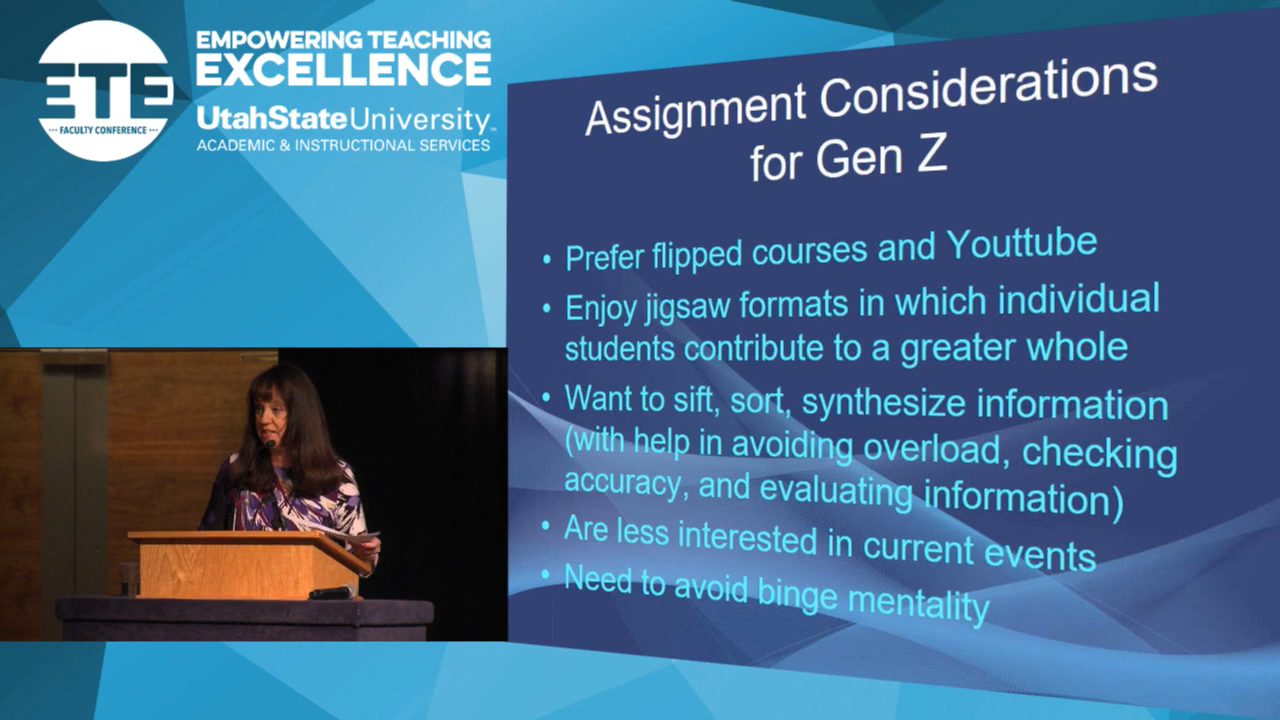 ETE
FACULTY CONFERENCE
EMPOWERING TEACHING
EXCELLENCE
UtahStateUniversity™
ACADEMIC & INSTRUCTIONAL SERVICES
Assignment Considerations
for Gen Z
• Prefer flipped courses and Youttube
• Enjoy jigsaw formats in which individual
students contribute to a greater whole
• Want to sift, sort, synthesize information
(with help in avoiding overload, checking
accuracy, and evaluating information)
• Are less interested in current events
• Need to avoid binge mentality